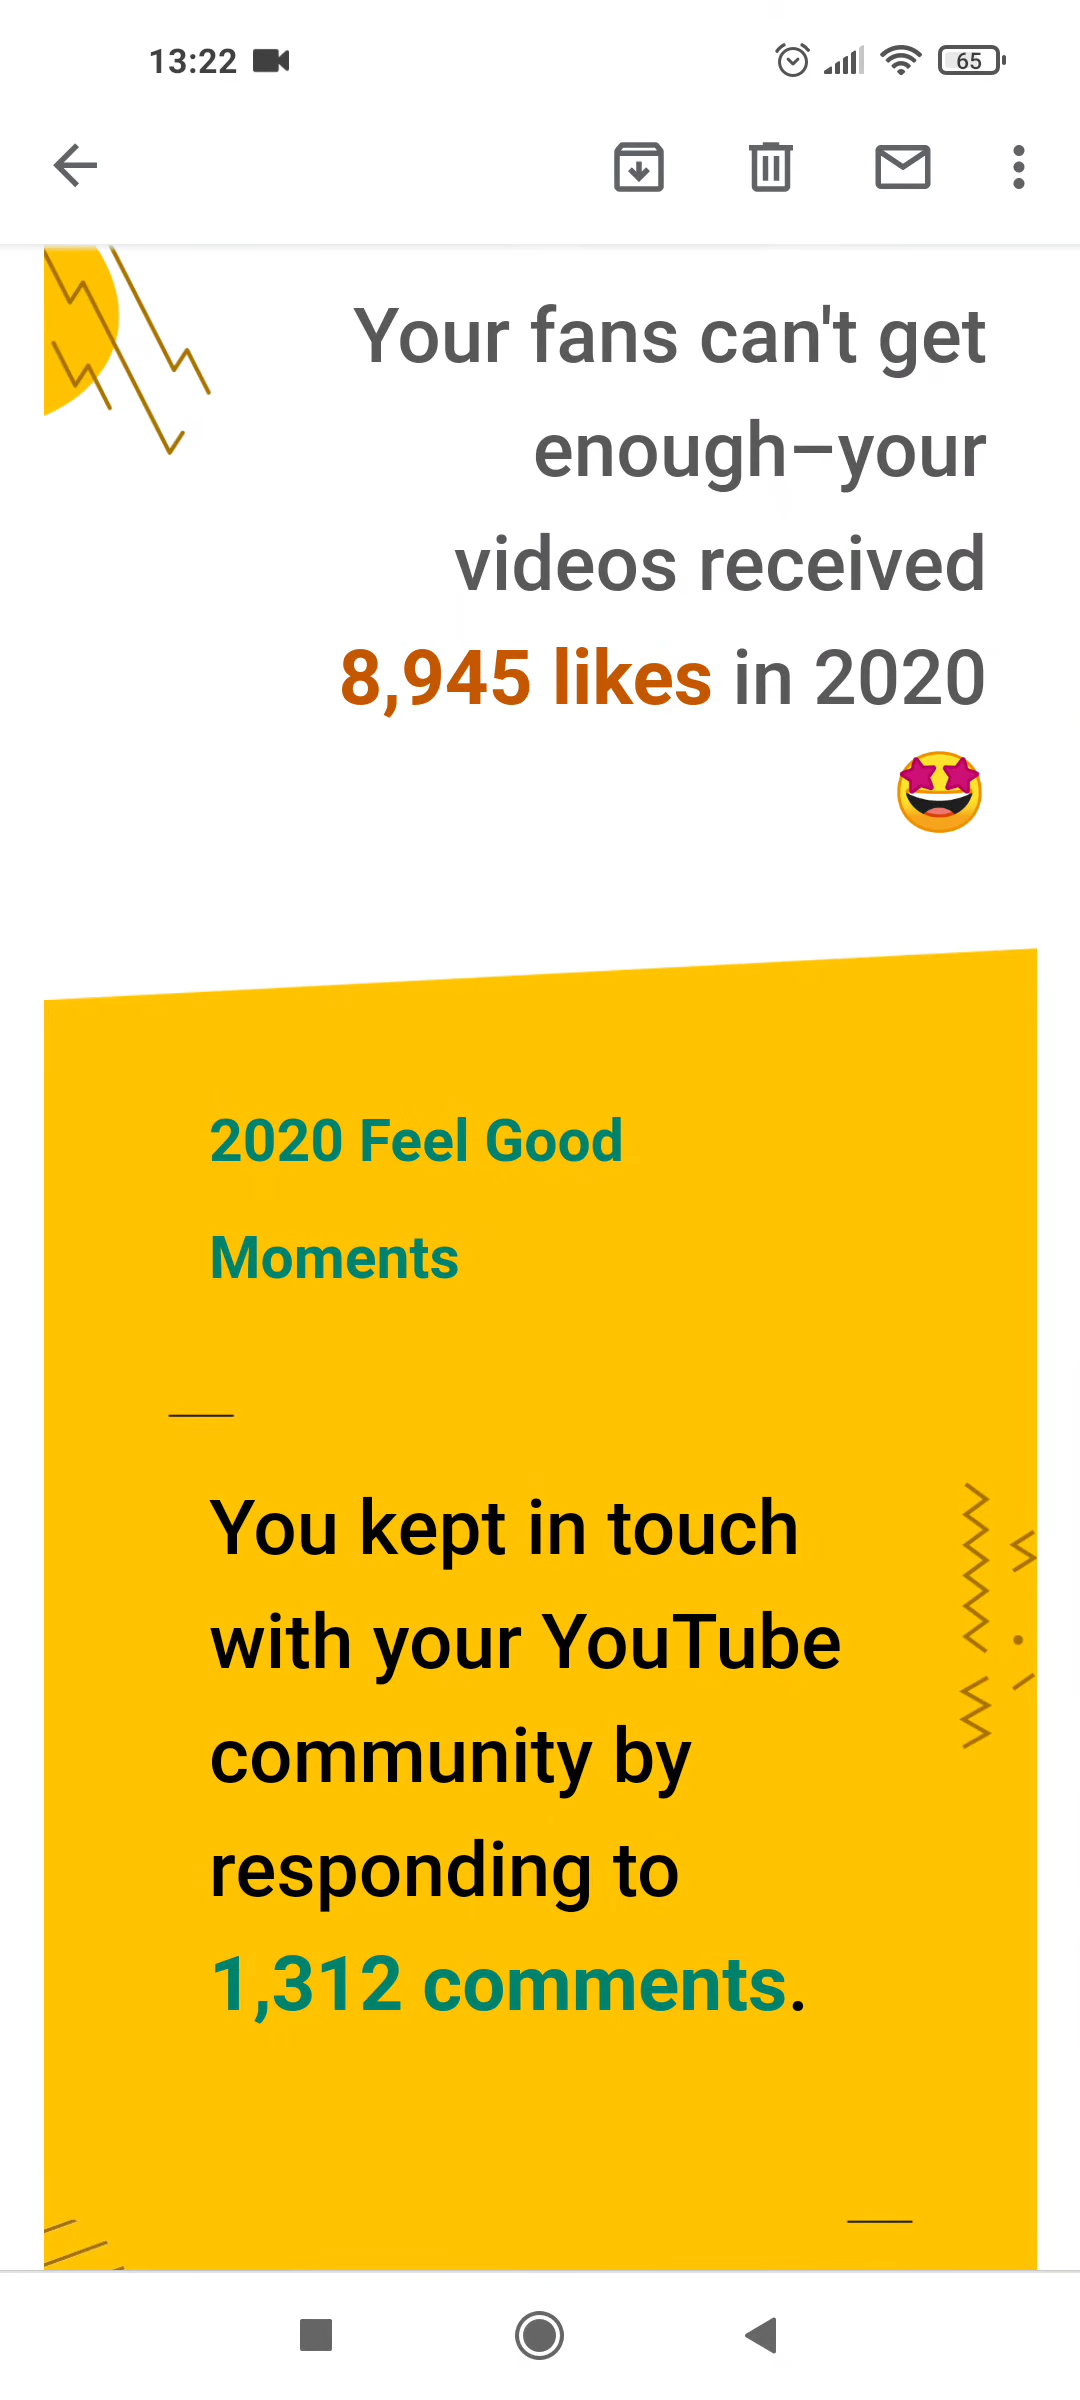 13:22
65
Your fans can't get
enough–your
videos received
8,945 likes in 2020
🤩
2020 Feel Good
Moments
You kept in touch
with your YouTube
community by
responding to
1,312 comments.